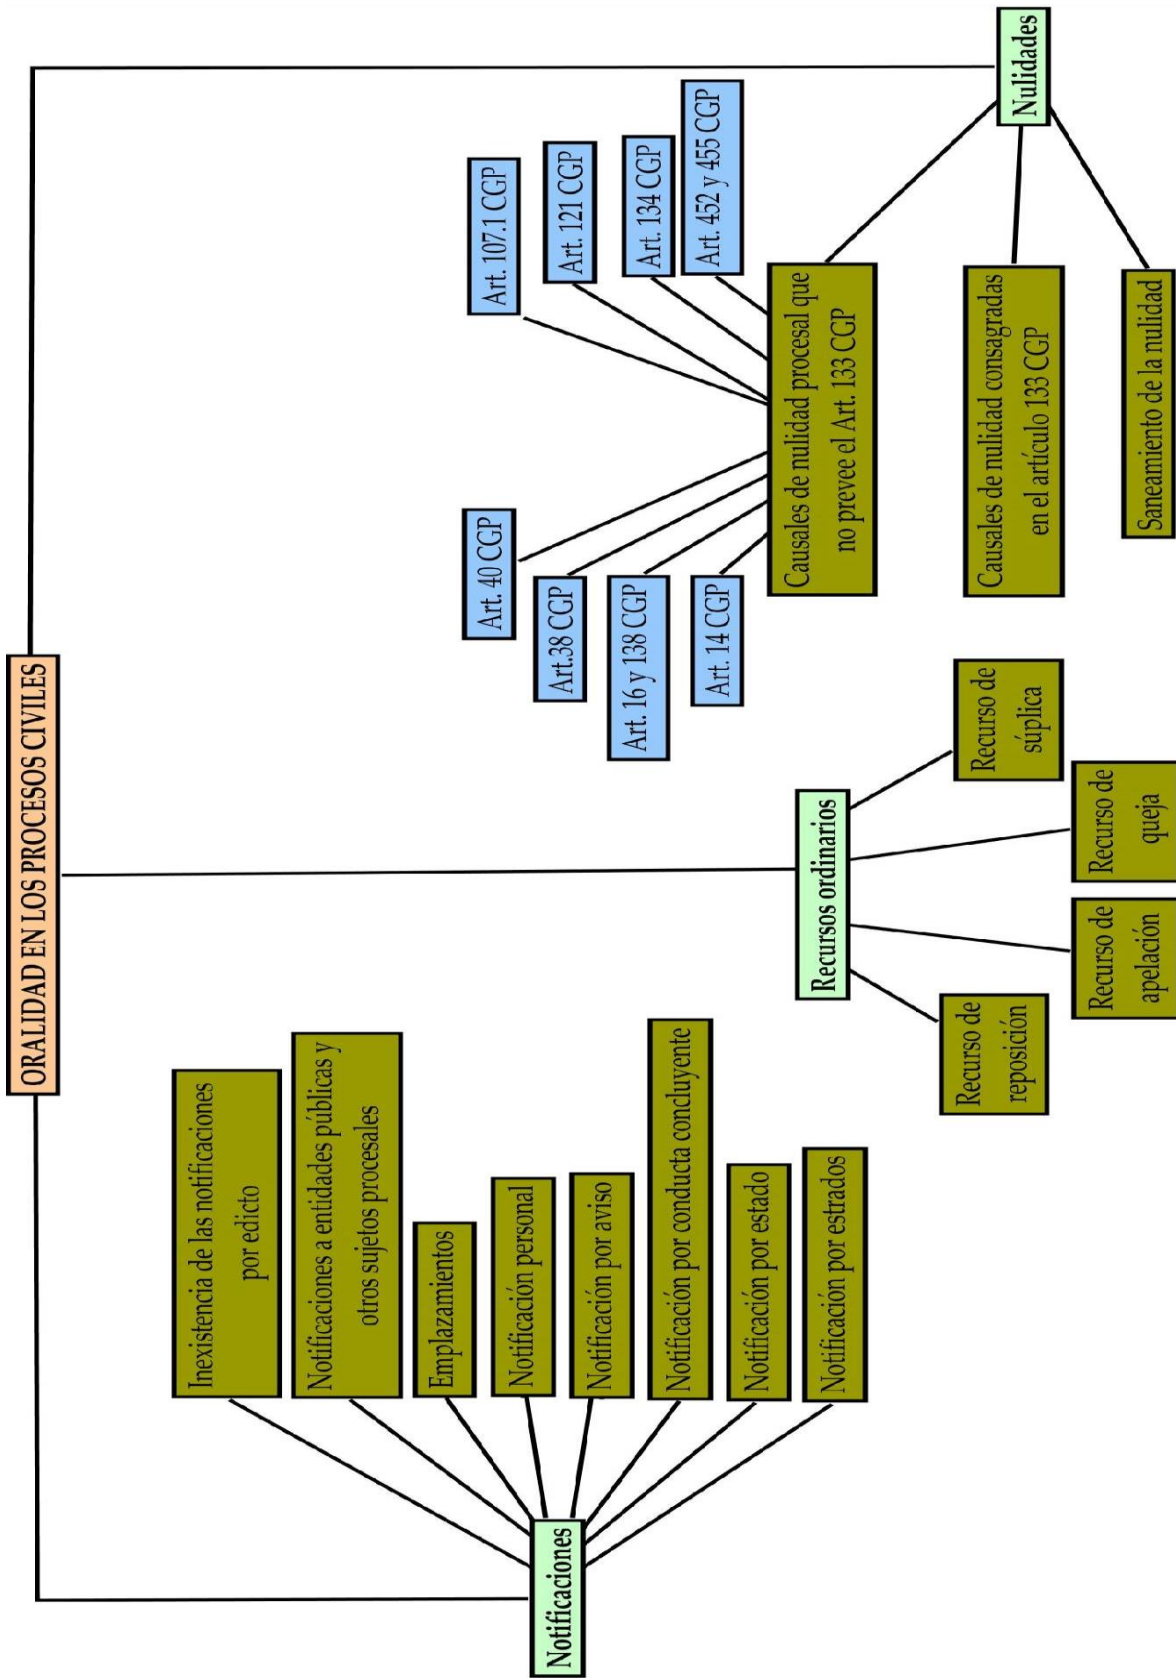 ORALIDAD EN LOS PROCESOS CIVILES
Notificaciones
Inexistencia de las notificaciones
por edicto
Notificaciones a entidades públicas y
otros sujetos procesales
Emplazamientos
Notificación personal
Notificación por aviso
Notificación por conducta concluyente
Notificación por estado
Notificación por estrados
Recursos ordinarios
Recurso de
reposición
Recurso de
apelación
Recurso de
queja
Recurso de
súplica
Nulidades
Causales de nulidad procesal que
no prevee el Art. 133 CGP
Art. 40 CGP
Art.38 CGP
Art. 16 y 138 CGP
Art. 14 CGP
Art. 107.1 CGP
Art. 121 CGP
Art. 134 CGP
Art. 452 y 455 CGP
Causales de nulidad consagradas
en el artículo 133 CGP
Saneamiento de la nulidad